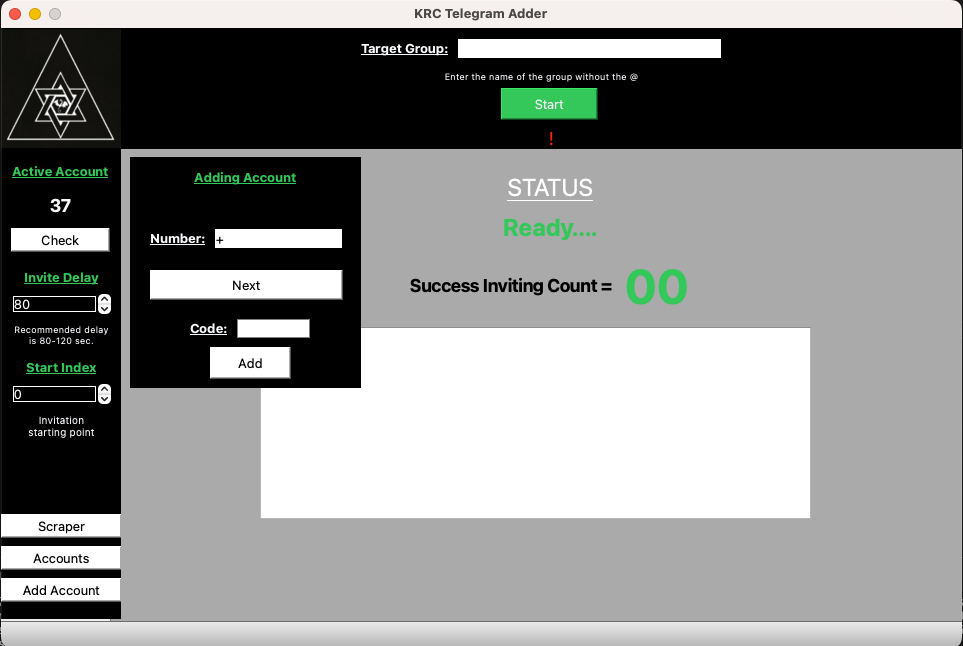 KRC Telegram Adder
Target Group:
Enter the name of the group without the @
Start
!
Active Account
37
Check
Invite Delay
80
Recommended delay
is 80-120 sec.
Start Index
0
Invitation
starting point
Scraper
Accounts
Add Account
Adding Account
Number:
+
Next
Code:
Add
STATUS
Ready....
Success Inviting Count = 00